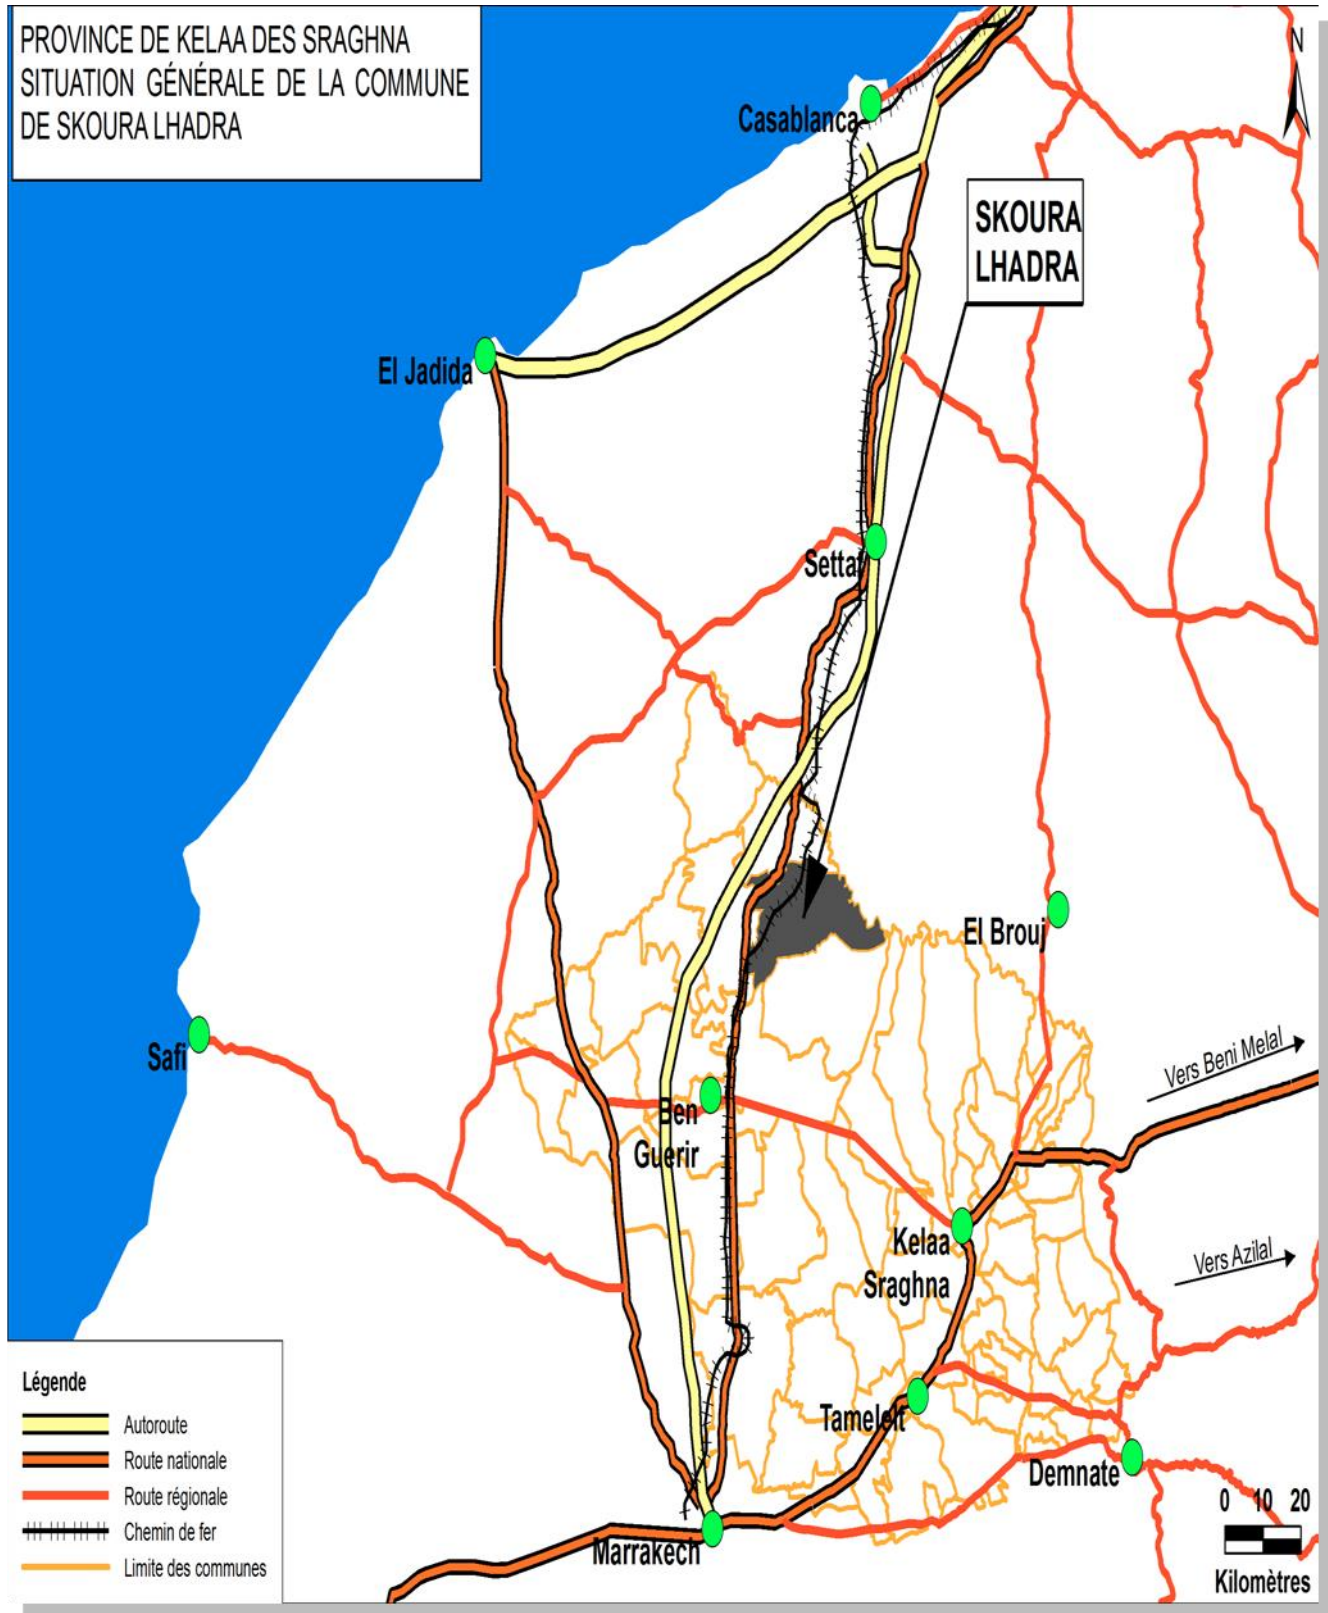 PROVINCE DE KELAA DES SRAGHNA
SITUATION GÉNÉRALE DE LA COMMUNE
DE SKOURA LHADRA
N
Casablanca
SKOURA
LHADRA
El Jadida
Settat
El Brouj
Safi
Vers Beni Melal
Ben
Guerir
Kelaa
Sraghna
Vers Azilal
Tamelelt
Demnate
Marrakech
Légende
Autoroute
Route nationale
Route régionale
Chemin de fer
Limite des communes
0 10 20
Kilomètres